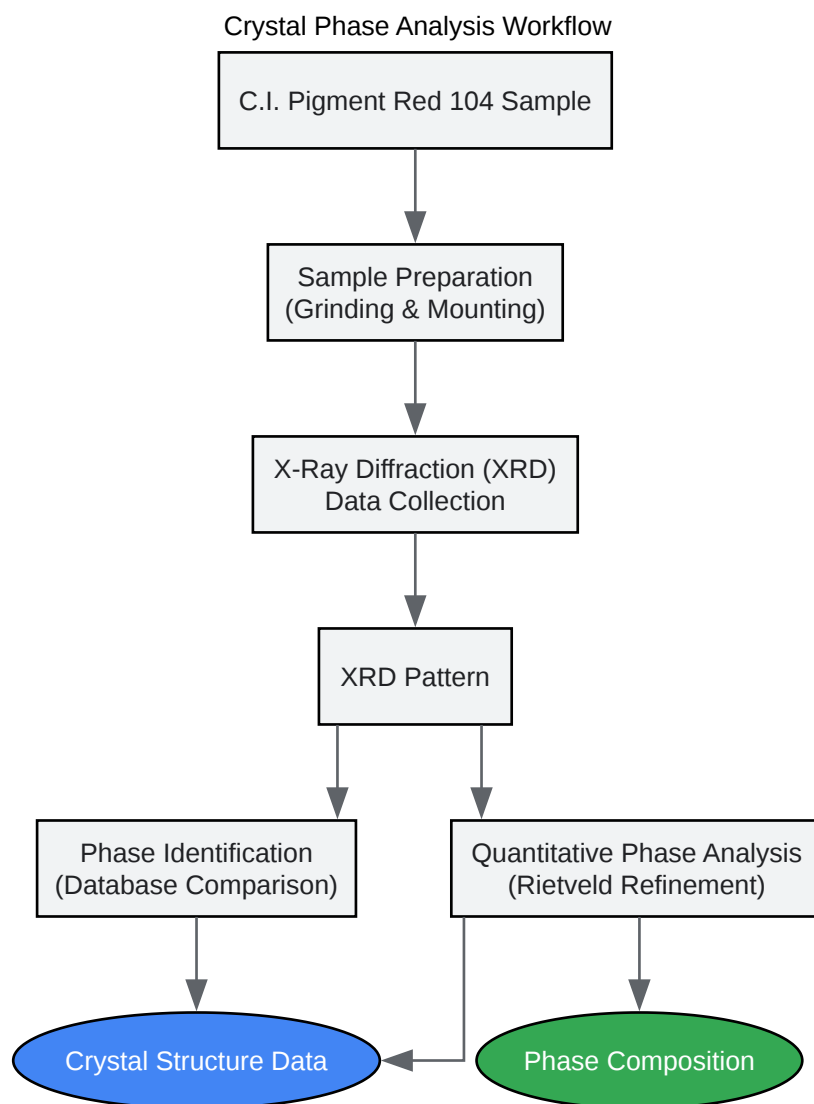 Crystal Phase Analysis Workflow
C.I. Pigment Red 104 Sample
Sample Preparation
(Grinding & Mounting)
X-Ray Diffraction (XRD)
Data Collection
XRD Pattern
Phase Identification
(Database Comparison)
Quantitative Phase Analysis
(Rietveld Refinement)
Crystal Structure Data
Phase Composition